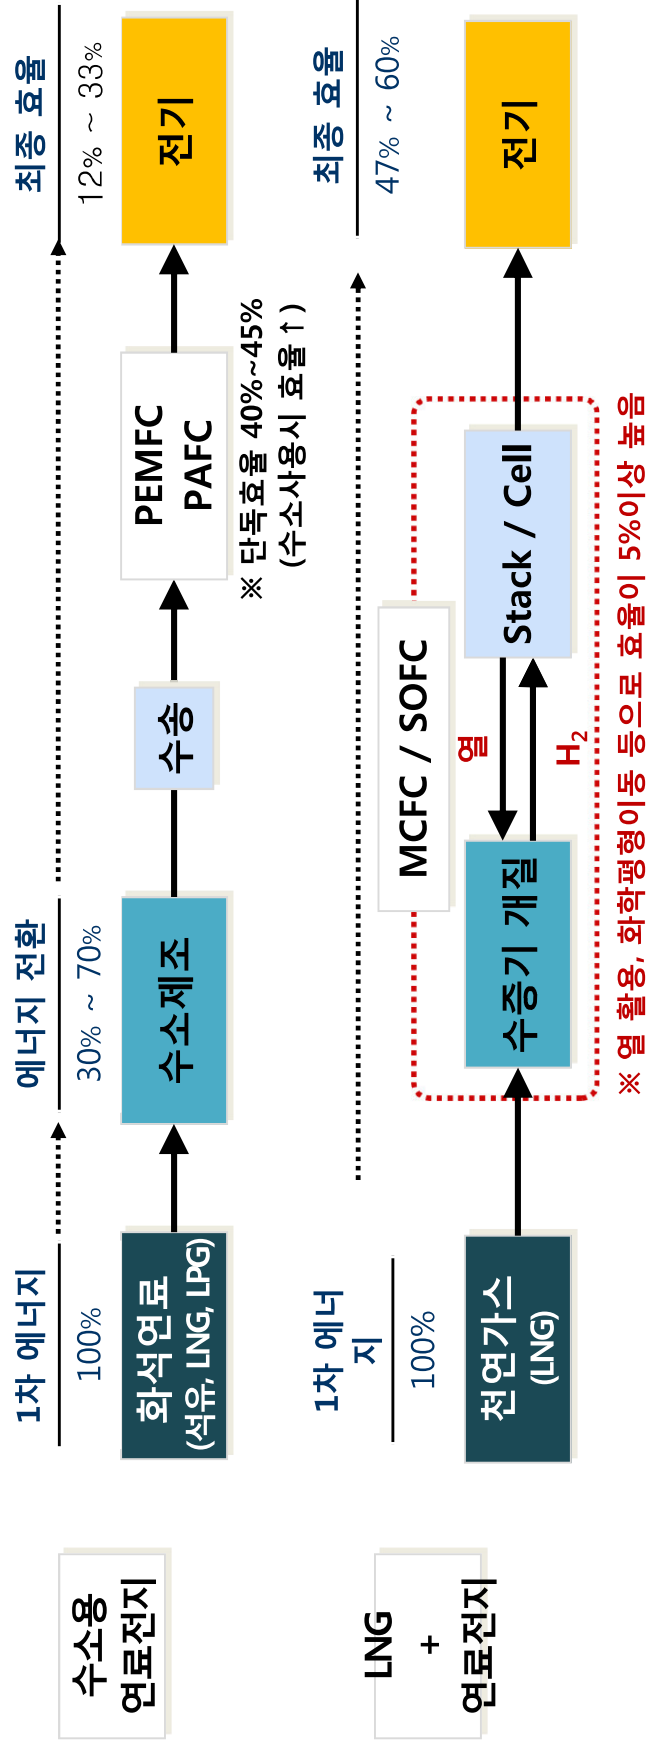 수소용
연료전지
1차 에너지
100%
에너지 전환
30% ~ 70%
최종 효율
12% ~ 33%
화석연료
(석유, LNG, LPG)
수소제조
수송
PEMFC
PAFC
전기
※ 단독효율 40%~45%
(수소사용시 효율↑)
LNG
+
연료전지
1차 에너
지
100%
최종 효율
47% ~ 60%
MCFC / SOFC
천연가스
(LNG)
수증기 개질
열
H₂
Stack / Cell
전기
※ 열 활용, 화학평형이동 등으로 효율이 5%이상 높음